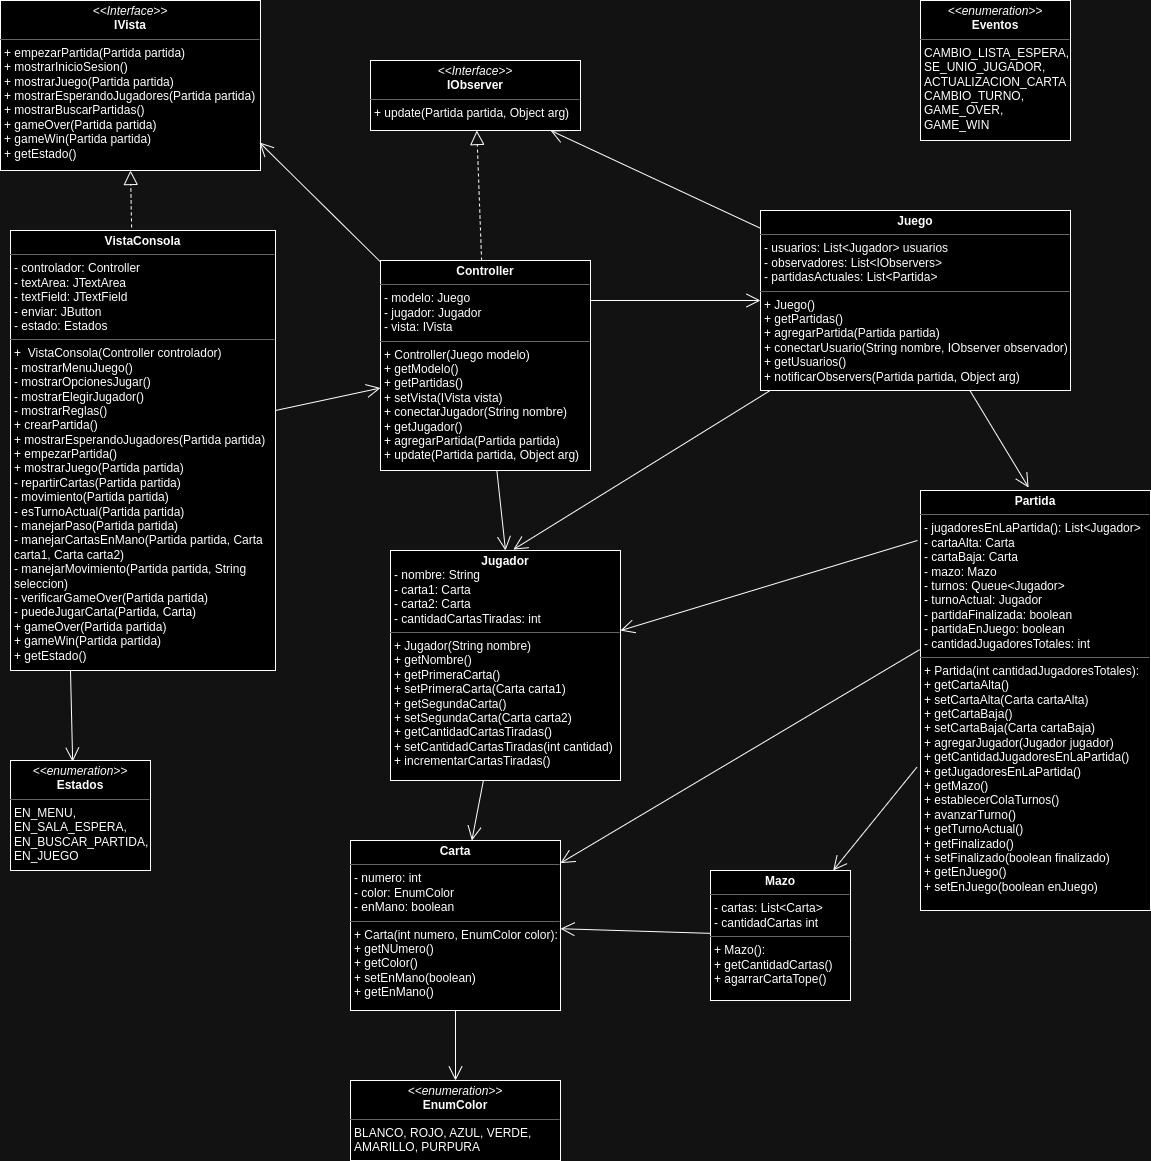 <<Interface>>
IVista
+ empezarPartida(Partida partida)
+ mostrarInicioSesion()
+ mostrarJuego(Partida partida)
+ mostrarEsperandoJugadores(Partida partida)
+ mostrarBuscarPartidas()
+ gameOver(Partida partida)
+ gameWin(Partida partida)
+ getEstado()
<<Interface>>
IObserver
+ update(Partida partida, Object arg)
<<enumeration>>
Eventos
CAMBIO_LISTA_ESPERA,
SE_UNIO_JUGADOR,
ACTUALIZACION_CARTA
CAMBIO_TURNO,
GAME_OVER,
GAME_WIN
VistaConsola
- controlador: Controller
- textArea: JTextArea
- textField: JTextField
- enviar: JButton
- estado: Estados
+  VistaConsola(Controller controlador)
- mostrarMenuJuego()
- mostrarOpcionesJugar()
- mostrarElegirJugador()
- mostrarReglas()
+ crearPartida()
+ mostrarEsperandoJugadores(Partida partida)
+ empezarPartida()
+ mostrarJuego(Partida partida)
- repartirCartas(Partida partida)
- movimiento(Partida partida)
- esTurnoActual(Partida partida)
- manejarPaso(Partida partida)
- manejarCartasEnMano(Partida partida, Carta
carta1, Carta carta2)
- manejarMovimiento(Partida partida, String
seleccion)
- verificarGameOver(Partida partida)
- puedeJugarCarta(Partida, Carta)
+ gameOver(Partida partida)
+ gameWin(Partida partida)
+ getEstado()
Controller
- modelo: Juego
- jugador: Jugador
- vista: IVista
+ Controller(Juego modelo)
+ getModelo()
+ getPartidas()
+ setVista(IVista vista)
+ conectarJugador(String nombre)
+ getJugador()
+ agregarPartida(Partida partida)
+ update(Partida partida, Object arg)
Juego
- usuarios: List<Jugador> usuarios
- observadores: List<IObservers>
- partidasActuales: List<Partida>
+ Juego()
+ getPartidas()
+ agregarPartida(Partida partida)
+ conectarUsuario(String nombre, IObserver observador)
+ getUsuarios()
+ notificarObservers(Partida partida, Object arg)
Jugador
- nombre: String
- carta1: Carta
- carta2: Carta
- cantidadCartasTiradas: int
+ Jugador(String nombre)
+ getNombre()
+ getPrimeraCarta()
+ setPrimeraCarta(Carta carta1)
+ getSegundaCarta()
+ setSegundaCarta(Carta carta2)
+ getCantidadCartasTiradas()
+ setCantidadCartasTiradas(int cantidad)
+ incrementarCartasTiradas()
Partida
- jugadoresEnLaPartida(): List<Jugador>
- cartaAlta: Carta
- cartaBaja: Carta
- mazo: Mazo
- turnos: Queue<Jugador>
- turnoActual: Jugador
- partidaFinalizada: boolean
- partidaEnJuego: boolean
- cantidadJugadoresTotales: int
+ Partida(int cantidadJugadoresTotales):
+ getCartaAlta()
+ setCartaAlta(Carta cartaAlta)
+ getCartaBaja()
+ setCartaBaja(Carta cartaBaja)
+ agregarJugador(Jugador jugador)
+ getCantidadJugadoresEnLaPartida()
+ getJugadoresEnLaPartida()
+ getMazo()
+ establecerColaTurnos()
+ avanzarTurno()
+ getTurnoActual()
+ getFinalizado()
+ setFinalizado(boolean finalizado)
+ getEnJuego()
+ setEnJuego(boolean enJuego)
<<enumeration>>
Estados
EN_MENU,
EN_SALA_ESPERA,
EN_BUSCAR_PARTIDA,
EN_JUEGO
Carta
- numero: int
- color: EnumColor
- enMano: boolean
+ Carta(int numero, EnumColor color):
+ getNUmero()
+ getColor()
+ setEnMano(boolean)
+ getEnMano()
Mazo
- cartas: List<Carta>
- cantidadCartas int
+ Mazo():
+ getCantidadCartas()
+ agarrarCartaTope()
<<enumeration>>
EnumColor
BLANCO, ROJO, AZUL, VERDE,
AMARILLO, PURPURA